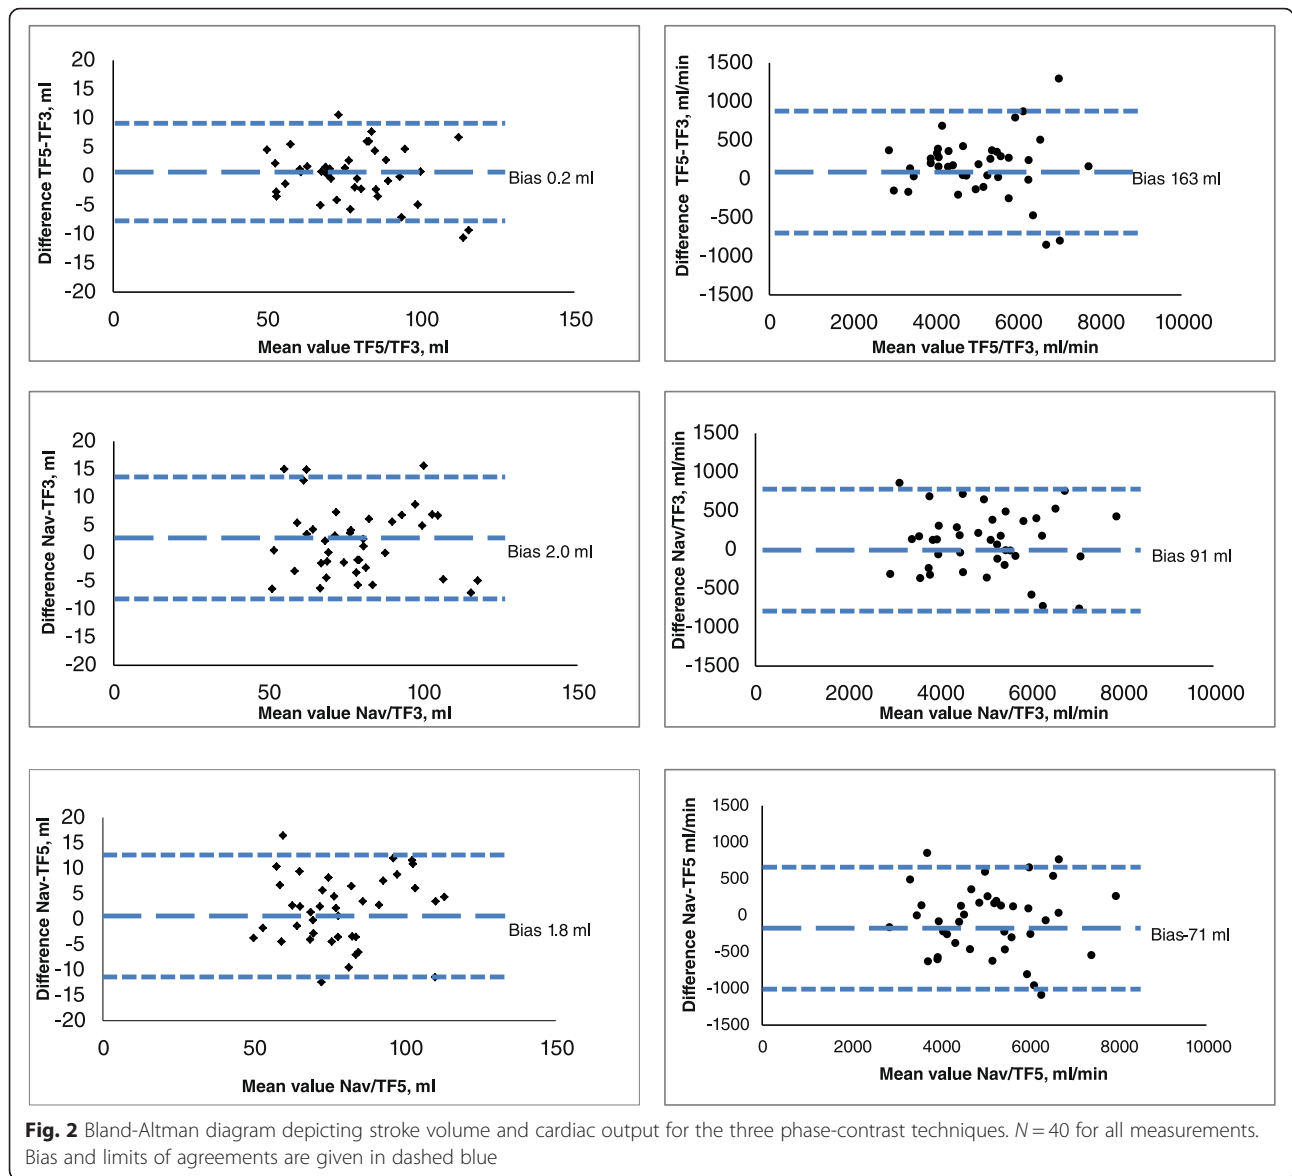 20
15
10
5
0
-5
-10
-15
-20
Difference TF5-TF3, ml
Bias 0.2 ml
0 50 100 150
Mean value TF5/TF3, ml
1500
1000
500
0
-500
-1000
-1500
Difference TF5-TF3, ml/min
Bias 163 ml
0 2000 4000 6000 8000 10000
Mean value TF5/TF3, ml/min
20
15
10
5
0
-5
-10
-15
-20
Difference Nav-TF3, ml
Bias 2.0 ml
0 50 100 150
Mean value Nav/TF3, ml
1500
1000
500
0
-500
-1000
-1500
Difference Nav/TF3, ml/min
Bias 91 ml
0 2000 4000 6000 8000 10000
Mean value Nav/TF3, ml/min
20
15
10
5
0
-5
-10
-15
-20
Difference Nav-TF5, ml
Bias 1.8 ml
0 50 100 150
Mean value Nav/TF5, ml
1500
1000
500
0
-500
-1000
-1500
Difference Nav-TF5 ml/min
Bias-71 ml
0 2000 4000 6000 8000 10000
Mean value Nav/TF5, ml/min
Fig. 2 Bland-Altman diagram depicting stroke volume and cardiac output for the three phase-contrast techniques. N = 40 for all measurements.
Bias and limits of agreements are given in dashed blue